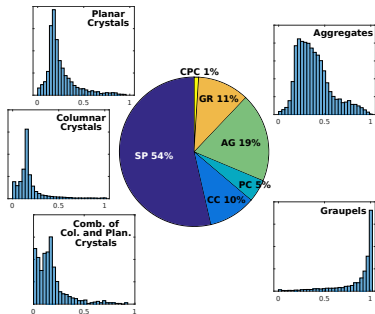 Planar
Crystals
0
0.5
1
Columnar
Crystals
0
0.5
1
Comb. of
Col. and Plan.
Crystals
0
0.5
1
CPC 1%
GR 11%
AG 19%
PC 5%
CC 10%
SP 54%
Aggregates
0
0.5
1
Graupels
0
0.5
1